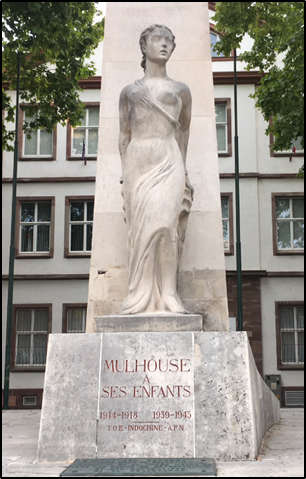 MULHOUSE
A
SES ENFANTS
1914-1918 1939-1945
T.O.E-INDOCHINE-A.F.N.